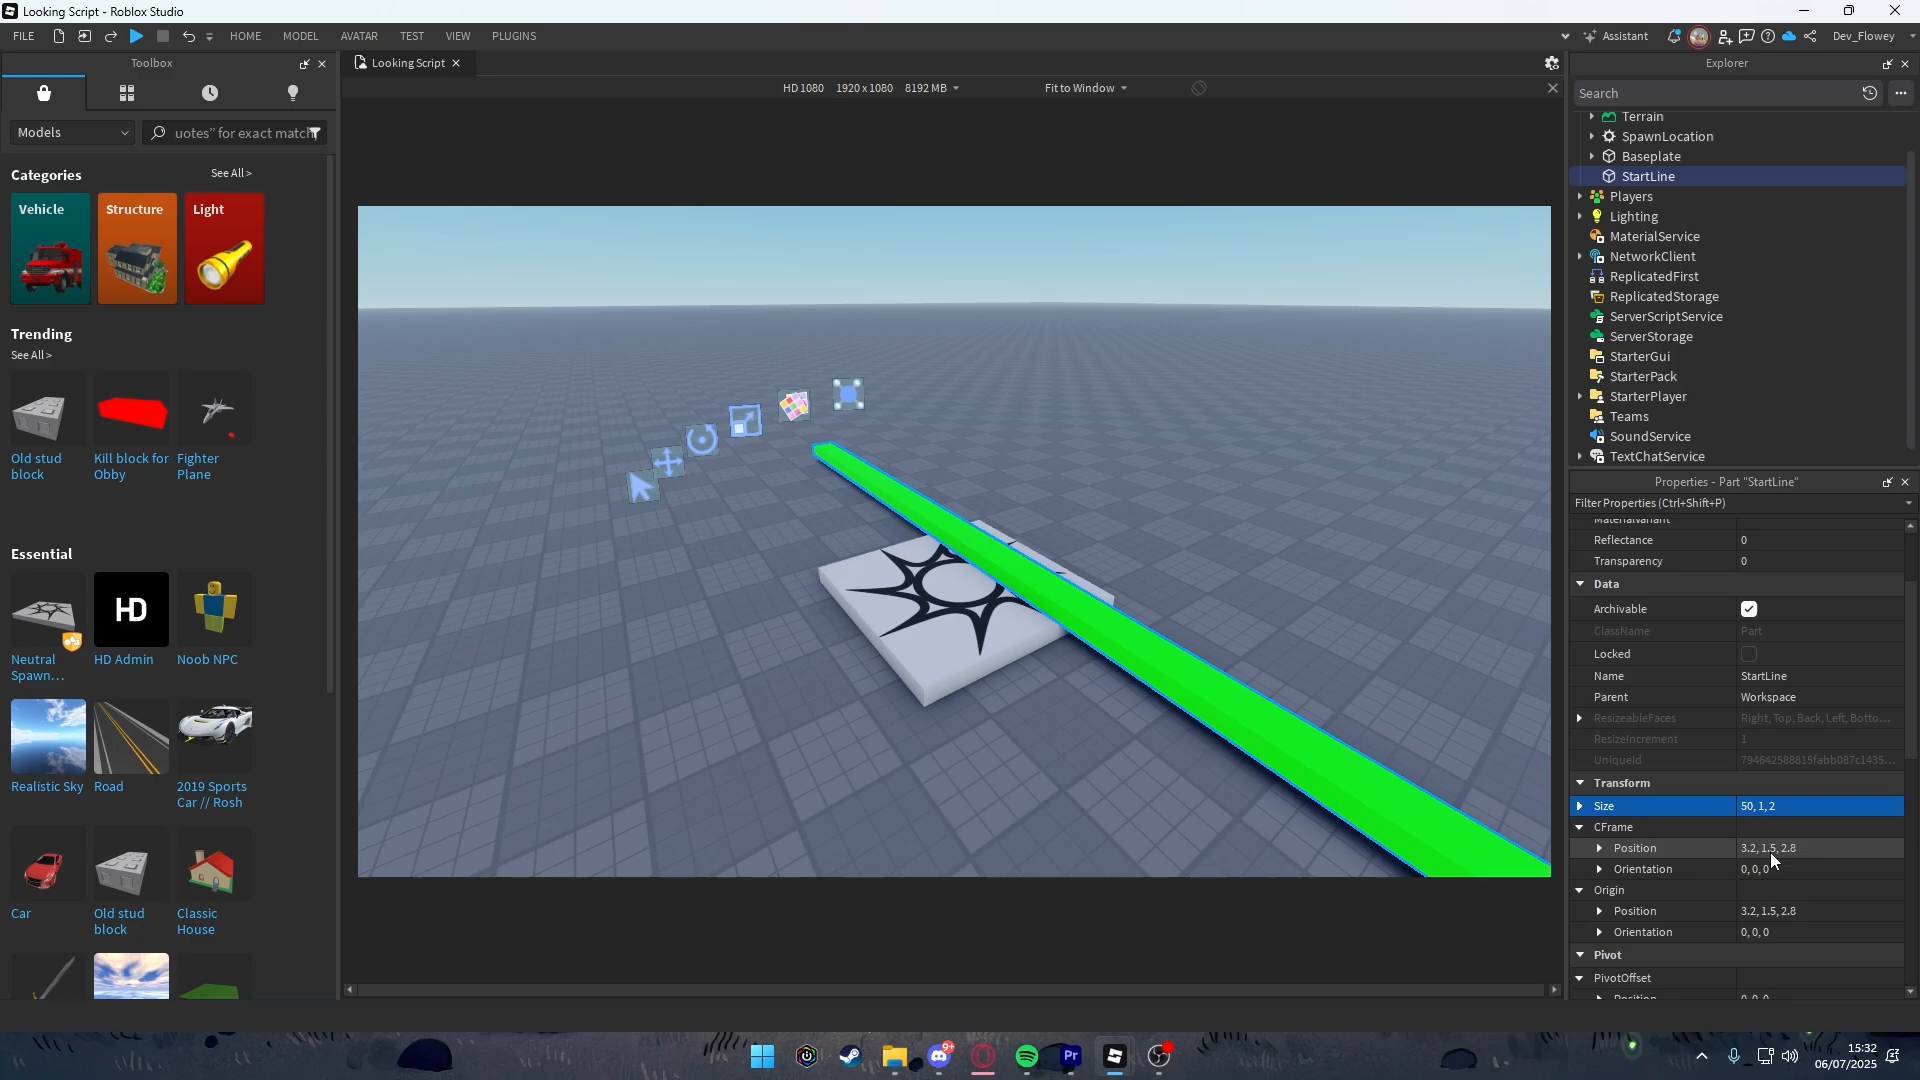 Looking Script - Roblox Studio
FILE
HOME
MODEL
AVATAR
TEST
VIEW
PLUGINS
Assistant
Dev_Flowey
Toolbox
Looking Script
Explorer
HD 1080 1920 x 1080 8192 MB
Fit to Window
Models
uotes” for exact match
Categories
See All >
Vehicle
Structure
Light
Trending
See All >
Old stud block
Kill block for Obby
Fighter Plane
Essential
HD
Neutral Spawn...
HD Admin
Noob NPC
Realistic Sky
Road
2019 Sports Car // Rosh
Car
Old stud block
Classic House
Search
Terrain
SpawnLocation
Baseplate
StartLine
Players
Lighting
MaterialService
NetworkClient
ReplicatedFirst
ReplicatedStorage
ServerScriptService
ServerStorage
StarterGui
StarterPack
StarterPlayer
Teams
SoundService
TextChatService
Properties - Part "StartLine"
Filter Properties (Ctrl+Shift+P)
MaterialVariant
Reflectance 0
Transparency 0
Data
Archivable
ClassName Part
Locked
Name StartLine
Parent Workspace
ResizeableFaces Right, Top, Back, Left, Botto...
ResizeIncrement 1
UniqueId 794642588815fabb087c1435...
Transform
Size 50, 1, 2
CFrame
Position 3.2, 1.5, 2.8
Orientation 0, 0, 0
Origin
Position 3.2, 1.5, 2.8
Orientation 0, 0, 0
Pivot
PivotOffset
Position 0, 0, 0
9+
Pr
15:32
06/07/2025